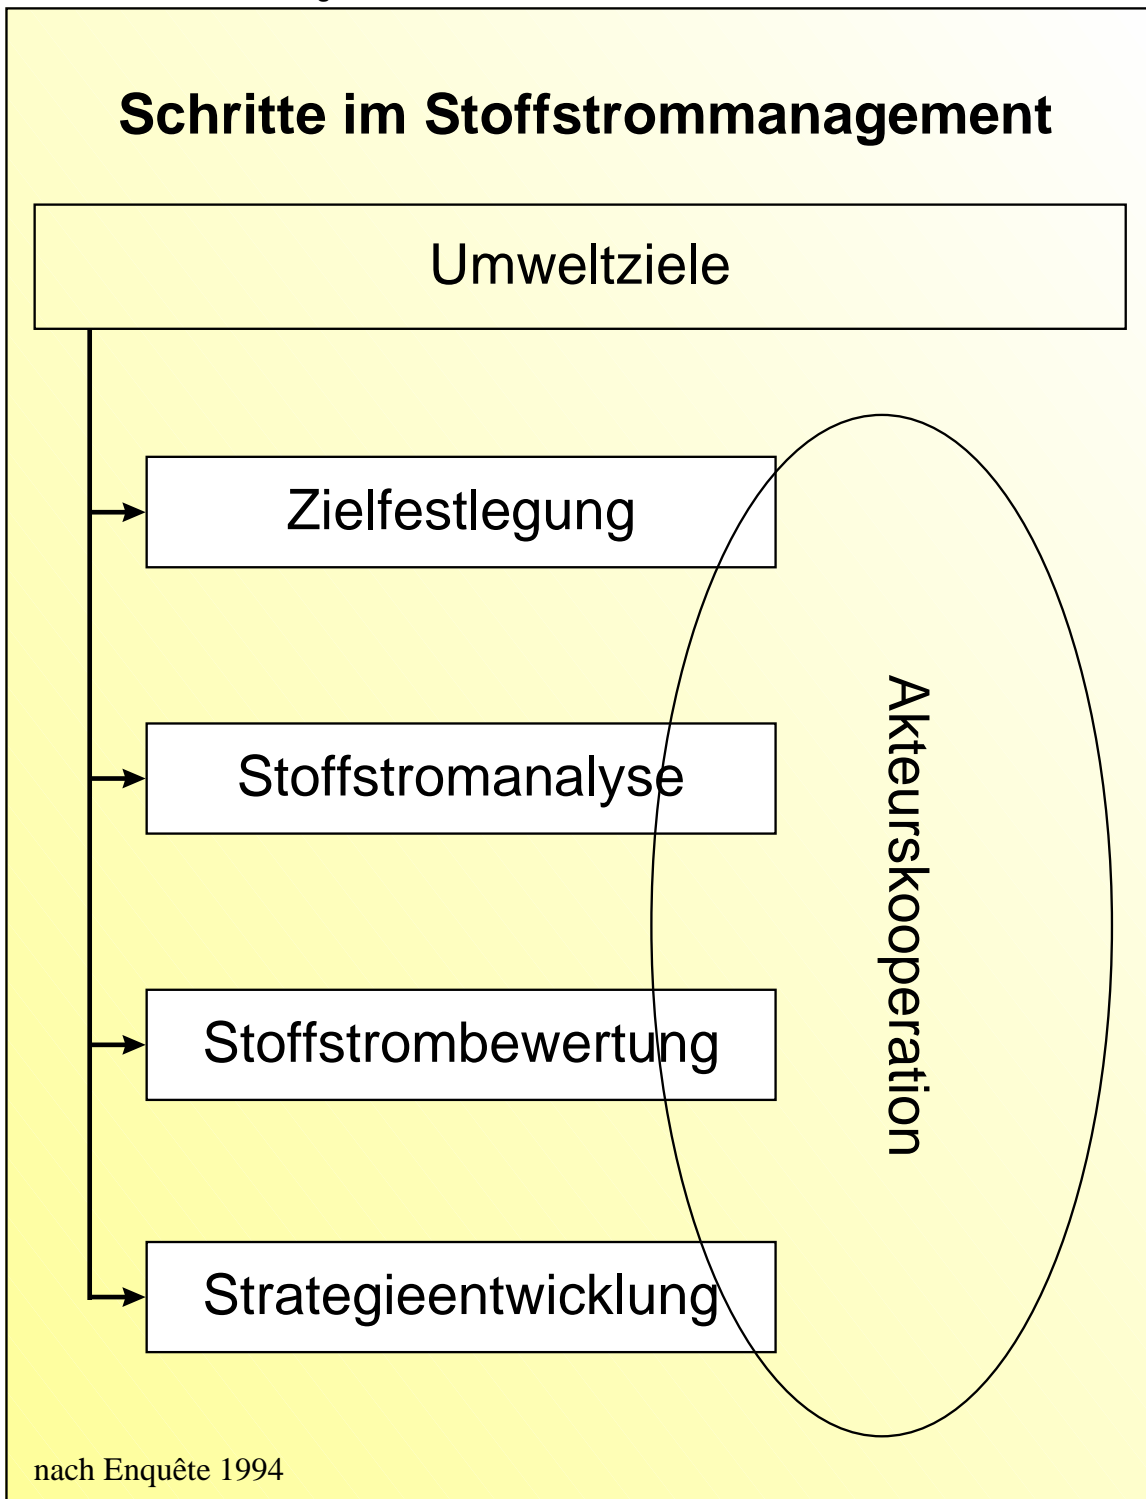 Schritte im Stoffstrommanagement
Umweltziele
Zielfestlegung
Stoffstromanalyse
Stoffstrombewertung
Strategieentwicklung
Akteurskooperation
nach Enquête 1994